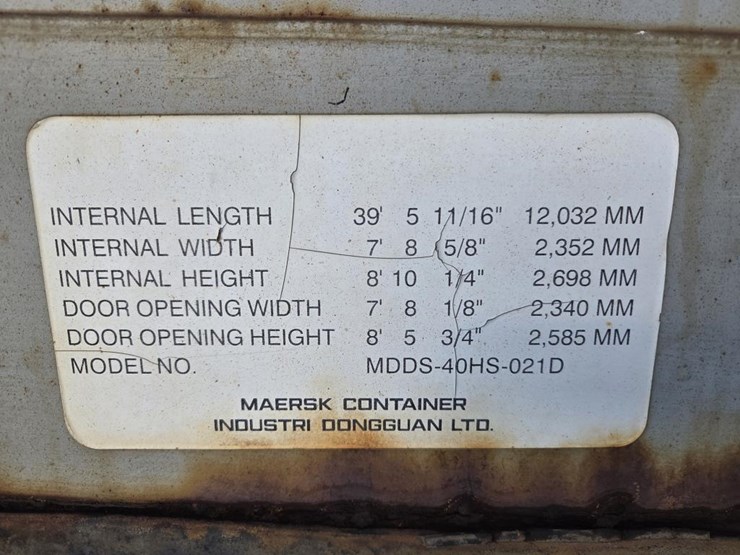 INTERNAL LENGTH 39' 5 11/16" 12,032 MM
INTERNAL WIDTH 7' 8 5/8" 2,352 MM
INTERNAL HEIGHT 8' 10 1/4" 2,698 MM
DOOR OPENING WIDTH 7' 8 1/8" 2,340 MM
DOOR OPENING HEIGHT 8' 5 3/4" 2,585 MM
MODEL NO. MDDS-40HS-021D
MAERSK CONTAINER
INDUSTRI DONGGUAN LTD.